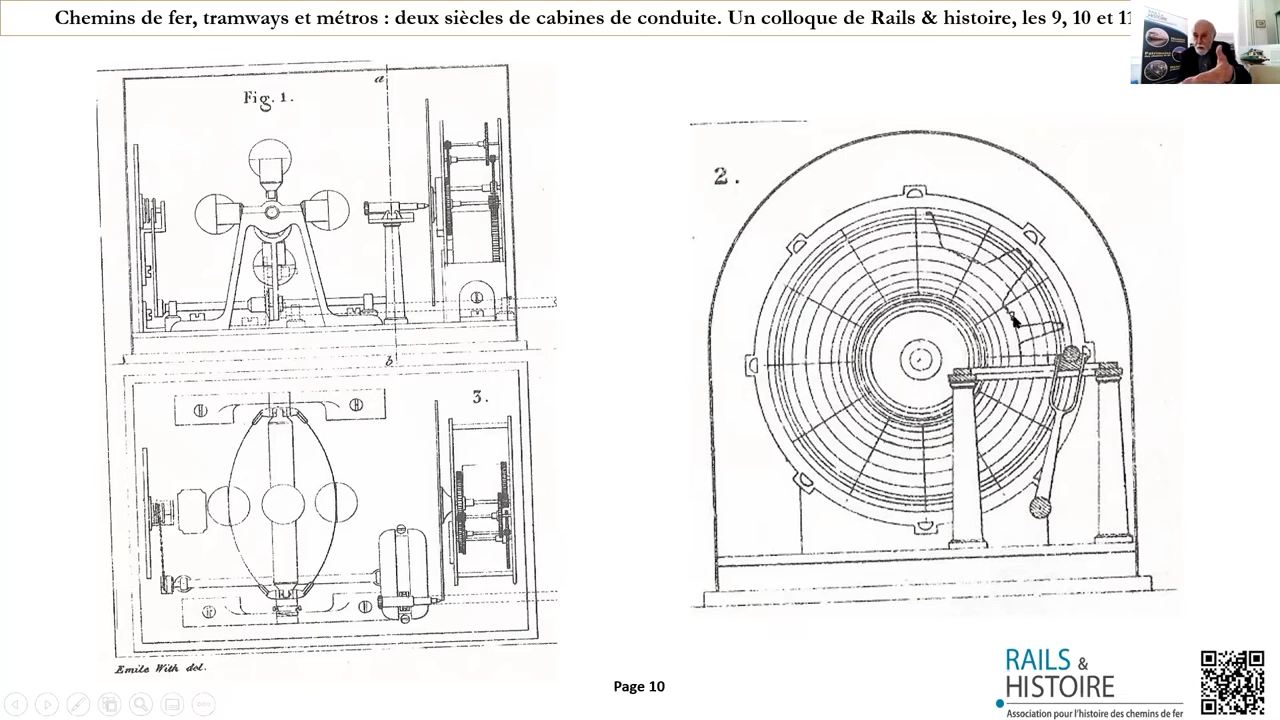 Chemins de fer, tramways et métros : deux siècles de cabines de conduite. Un colloque de Rails & histoire, les 9, 10 et 11
Fig. 1.
a
b
2.
3.
Emile With del.
Page 10
RAILS &
HISTOIRE
Association pour l'histoire des chemins de fer